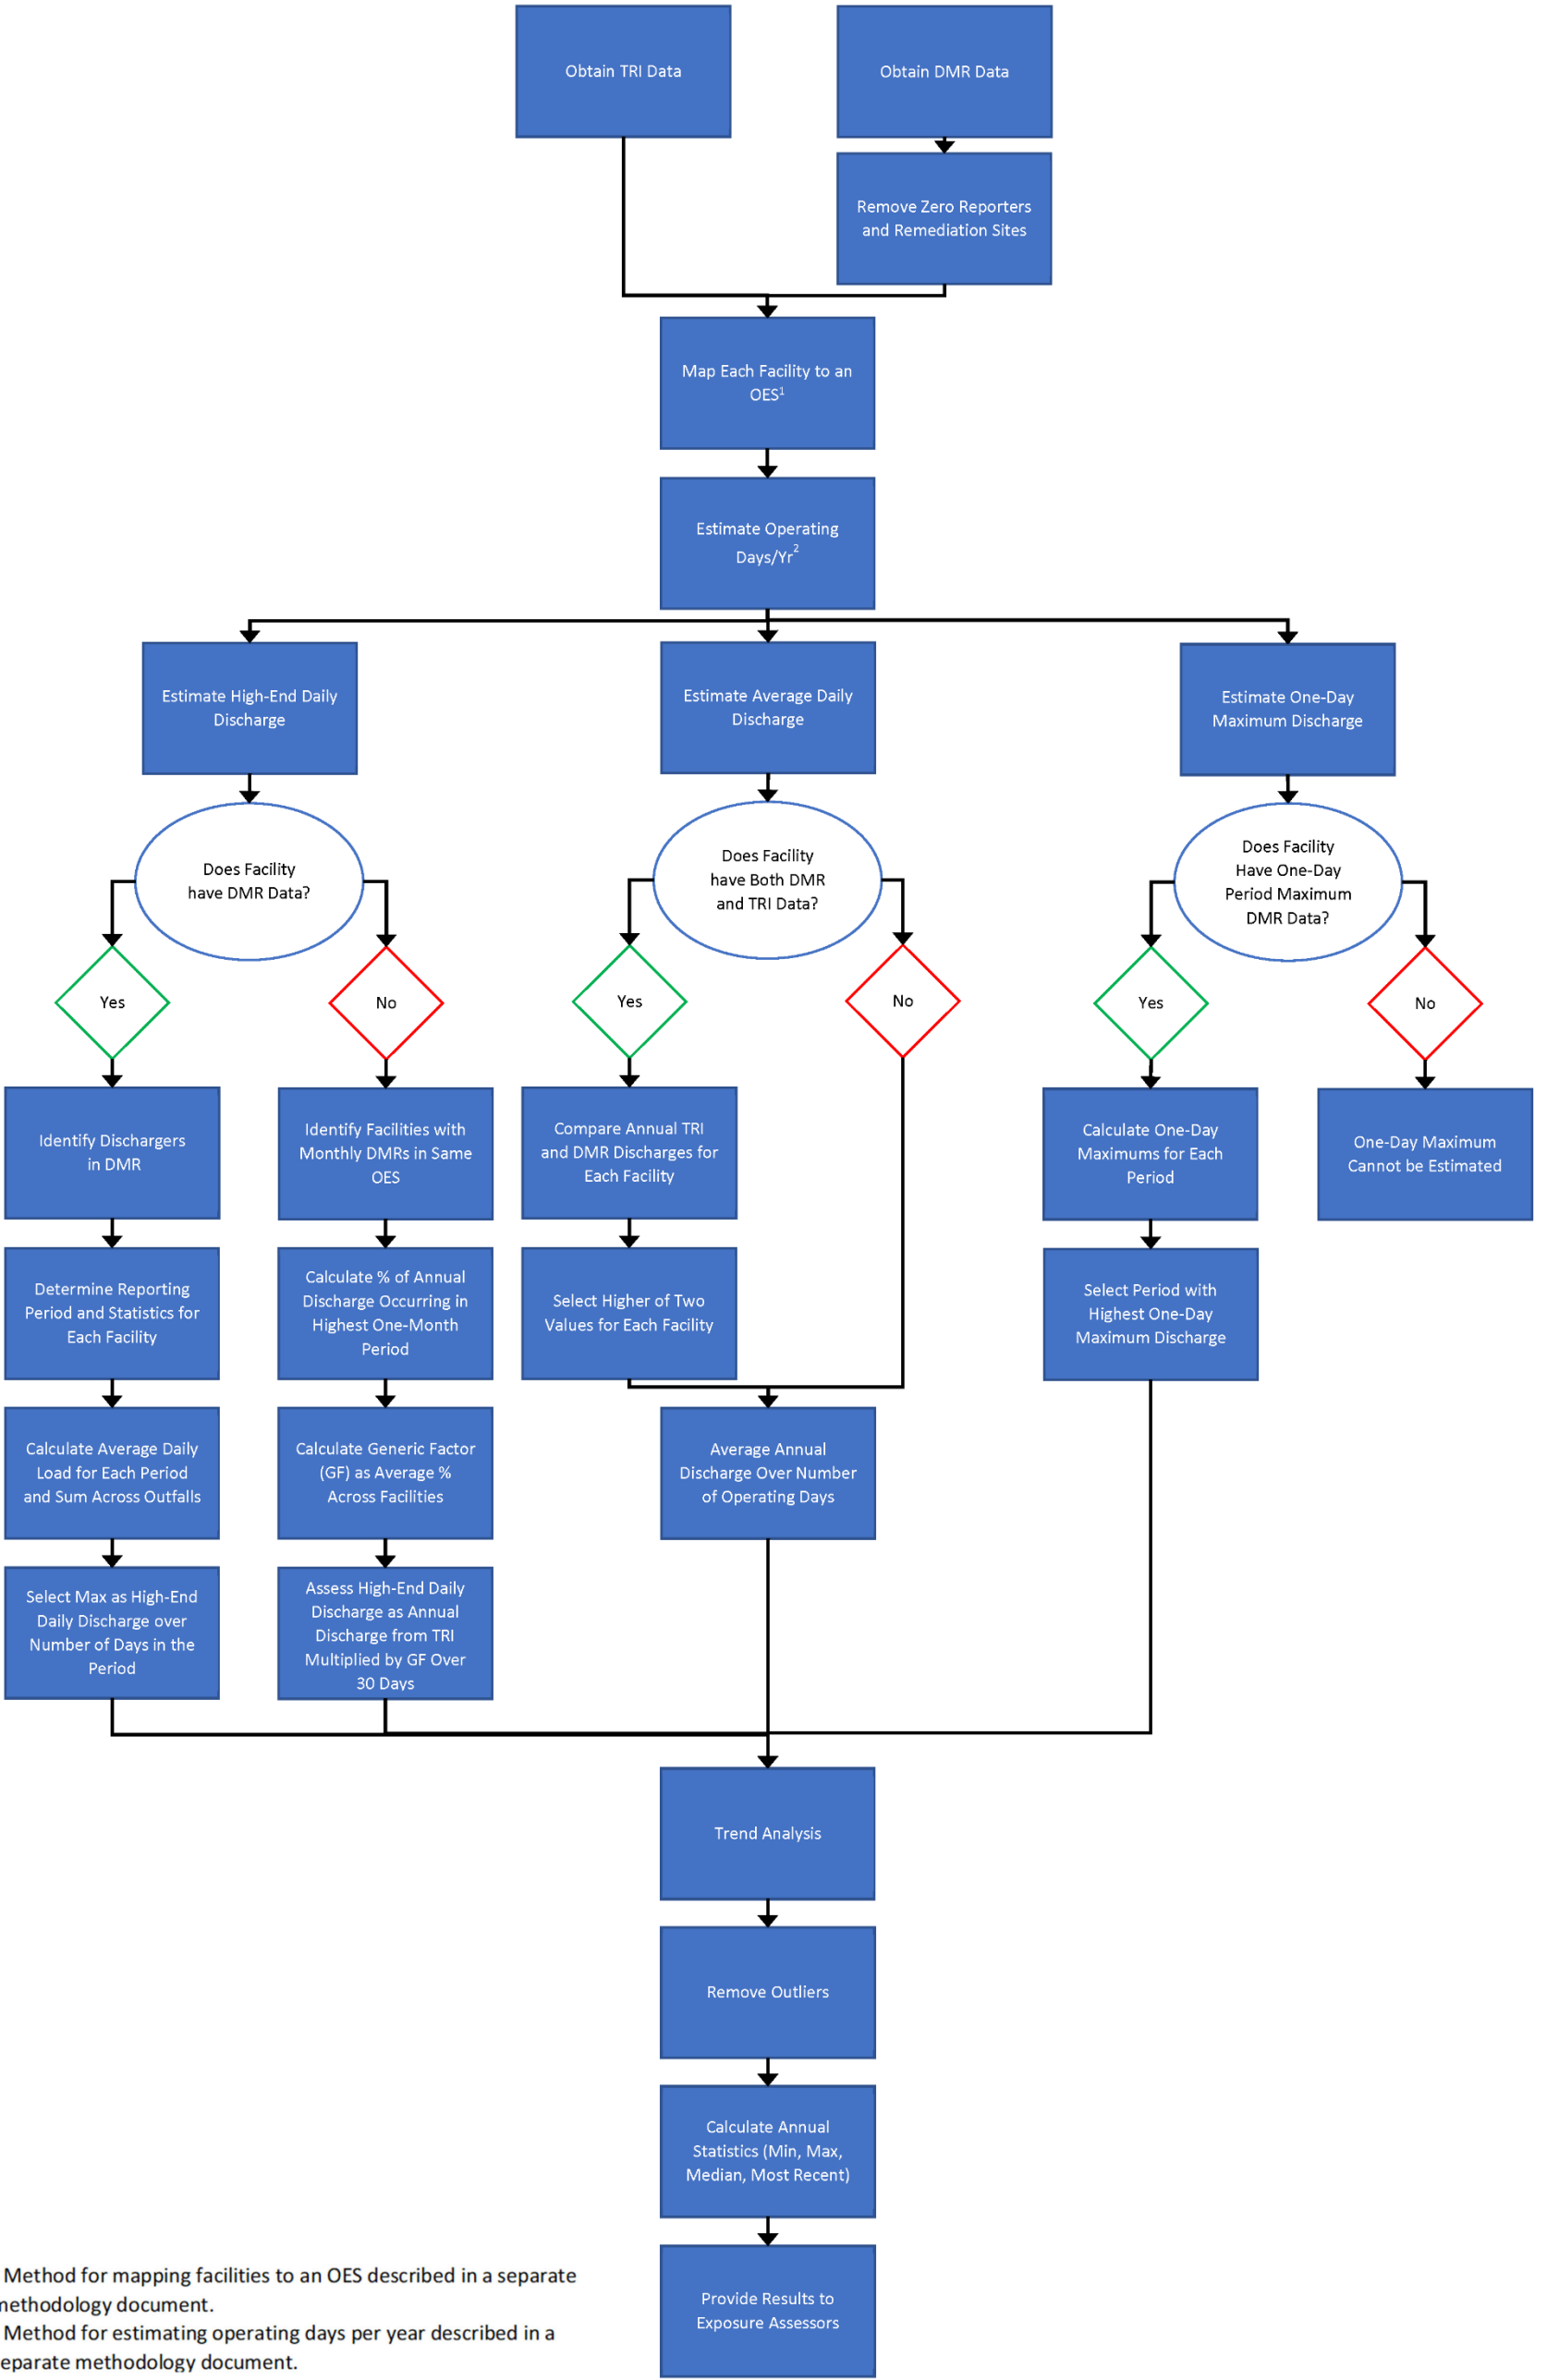 Obtain TRI Data
Obtain DMR Data
Remove Zero Reporters
and Remediation Sites
Map Each Facility to an
OES¹
Estimate Operating
Days/Yr²
Estimate High-End Daily
Discharge
Estimate Average Daily
Discharge
Estimate One-Day
Maximum Discharge
Does Facility
have DMR Data?
Does Facility
have Both DMR
and TRI Data?
Does Facility
Have One-Day
Period Maximum
DMR Data?
Yes
No
Yes
No
Yes
No
Identify Dischargers
in DMR
Identify Facilities with
Monthly DMRs in Same
OES
Compare Annual TRI
and DMR Discharges for
Each Facility
Calculate One-Day
Maximums for Each
Period
One-Day Maximum
Cannot be Estimated
Determine Reporting
Period and Statistics for
Each Facility
Calculate % of Annual
Discharge Occurring in
Highest One-Month
Period
Select Higher of Two
Values for Each Facility
Select Period with
Highest One-Day
Maximum Discharge
Calculate Average Daily
Load for Each Period
and Sum Across Outfalls
Calculate Generic Factor
(GF) as Average %
Across Facilities
Average Annual
Discharge Over Number
of Operating Days
Select Max as High-End
Daily Discharge over
Number of Days in the
Period
Assess High-End Daily
Discharge as Annual
Discharge from TRI
Multiplied by GF Over
30 Days
Trend Analysis
Remove Outliers
Calculate Annual
Statistics (Min, Max,
Median, Most Recent)
Provide Results to
Exposure Assessors
Method for mapping facilities to an OES described in a separate
methodology document.
Method for estimating operating days per year described in a
eparate methodology document.